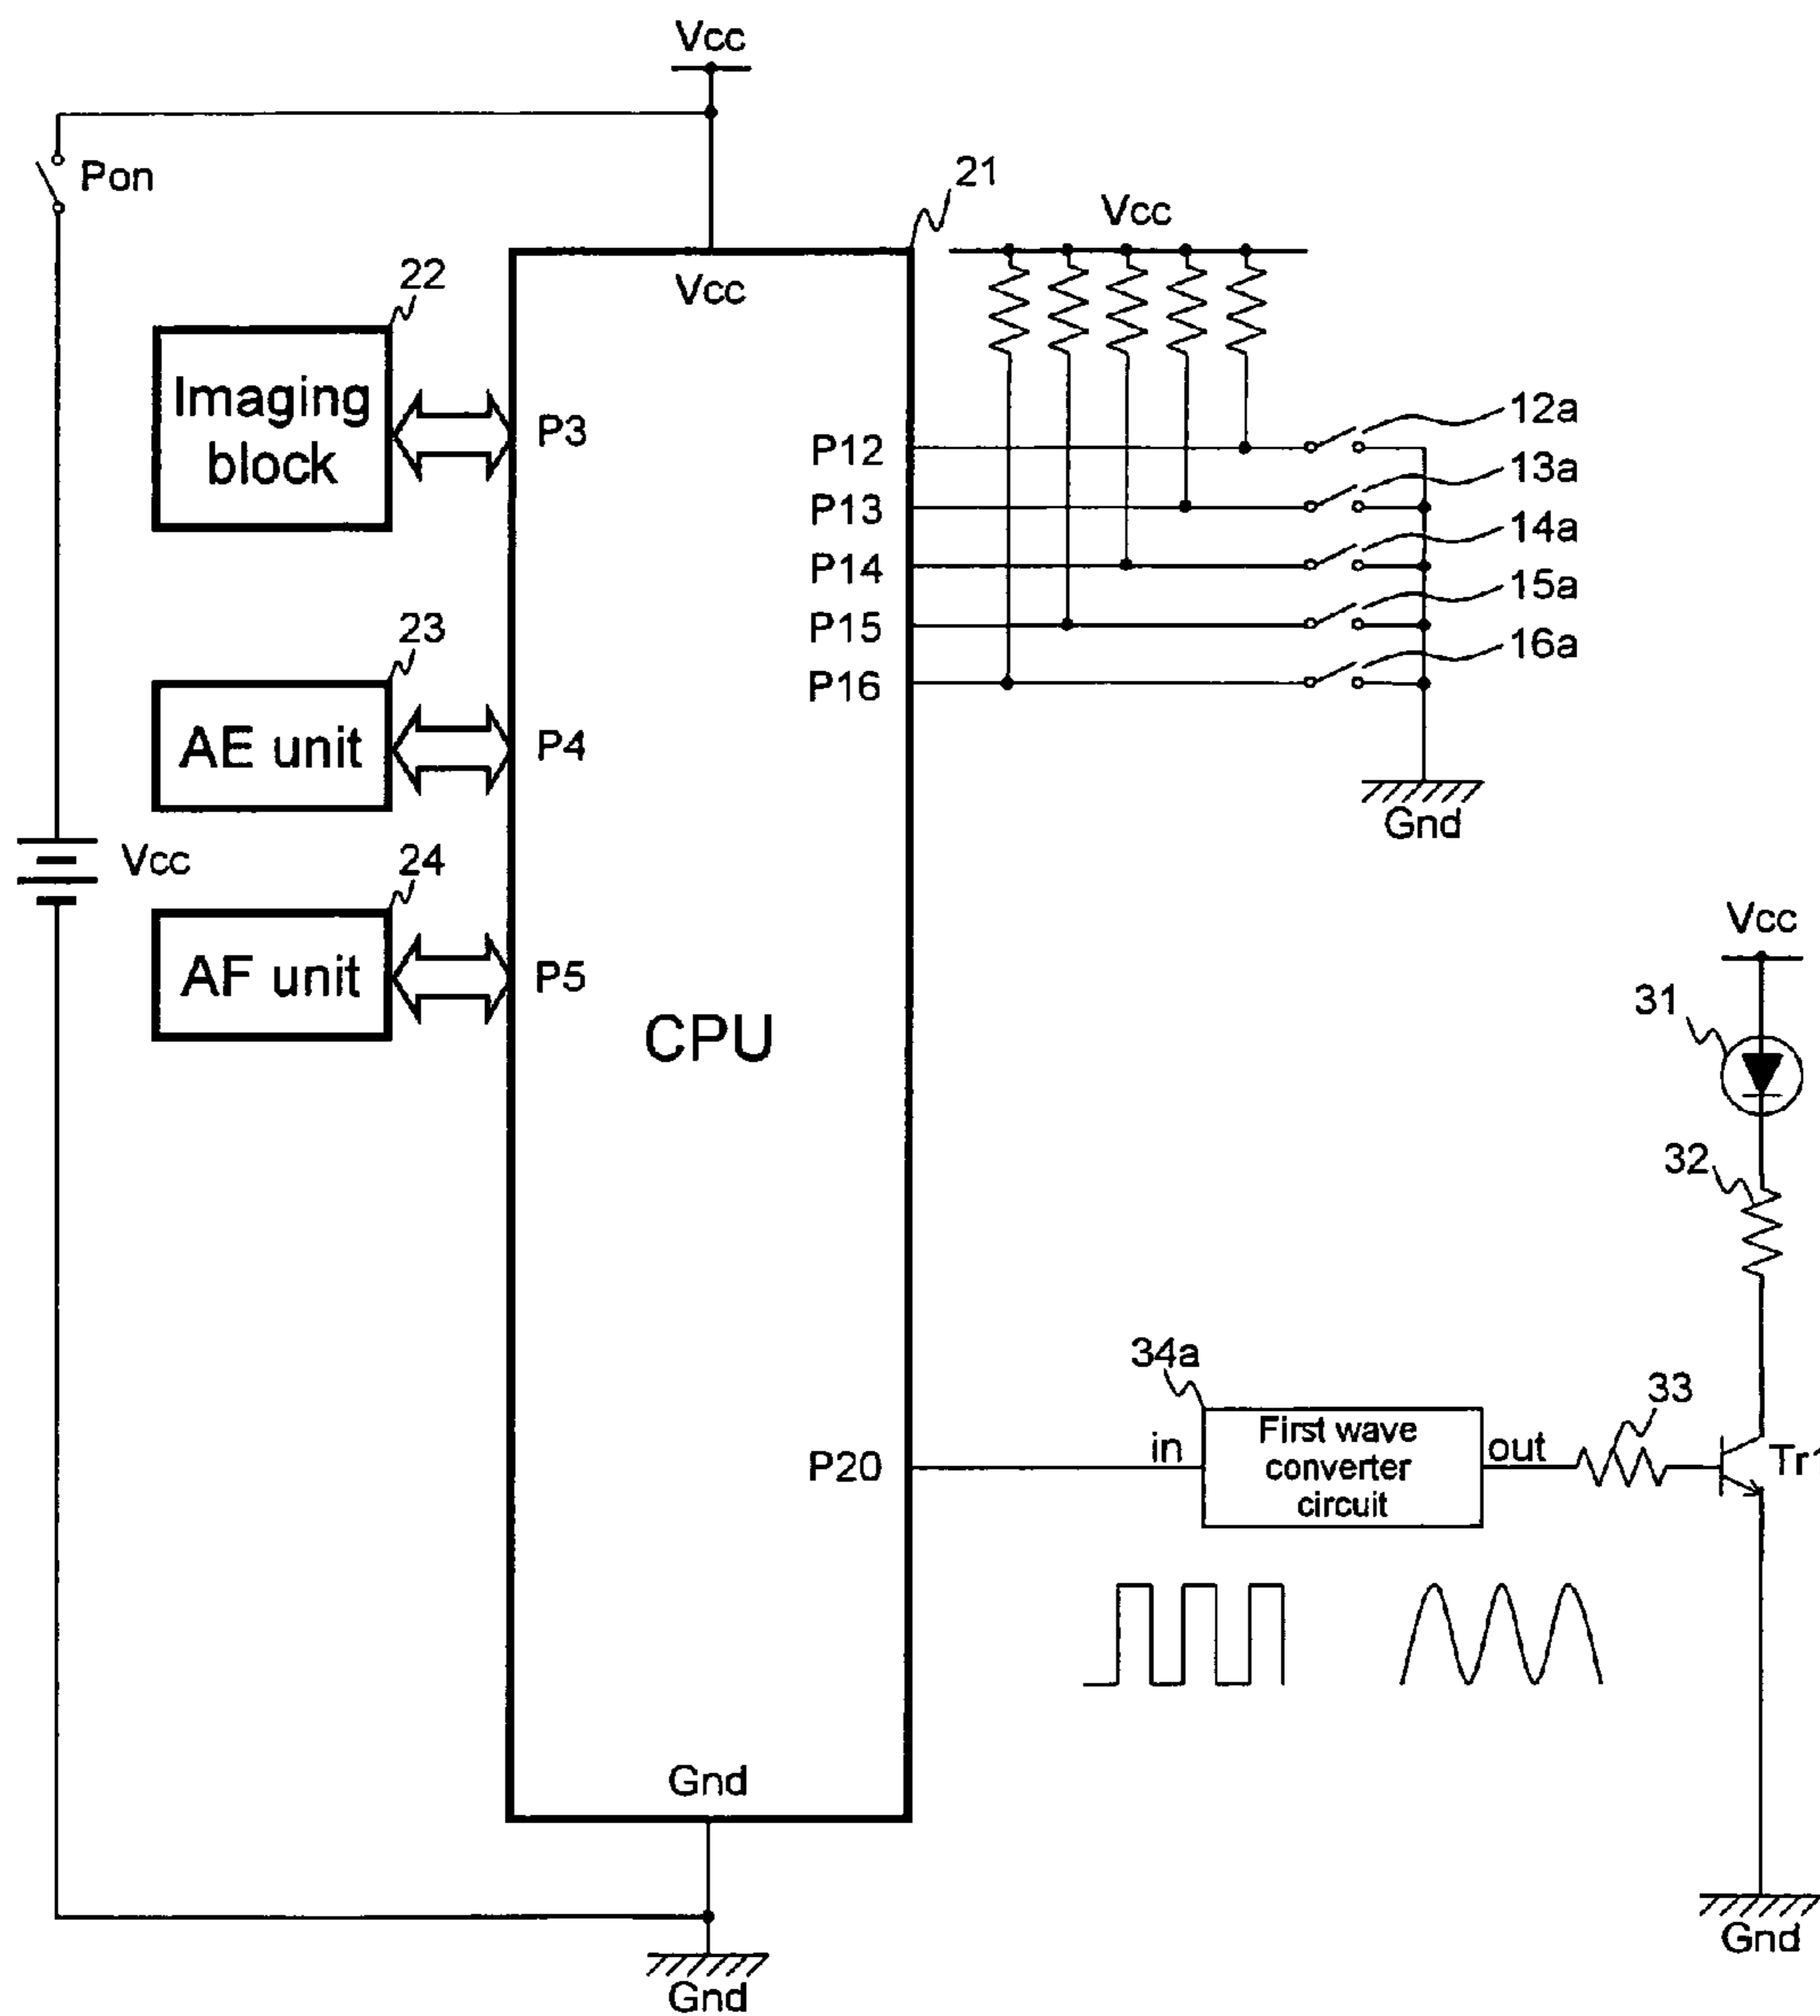 Vcc
Pon
21
Vcc
22
Vcc
Imaging
block
P3
12a
P12
13a
P13
14a
P14
15a
P15
16a
P16
23
AE unit
P4
Gnd
Vcc
24
AF unit
P5
Vcc
CPU
31
32
34a
33
P20
in
First wave
converter
circuit
out
Tr1
Gnd
Gnd
Gnd